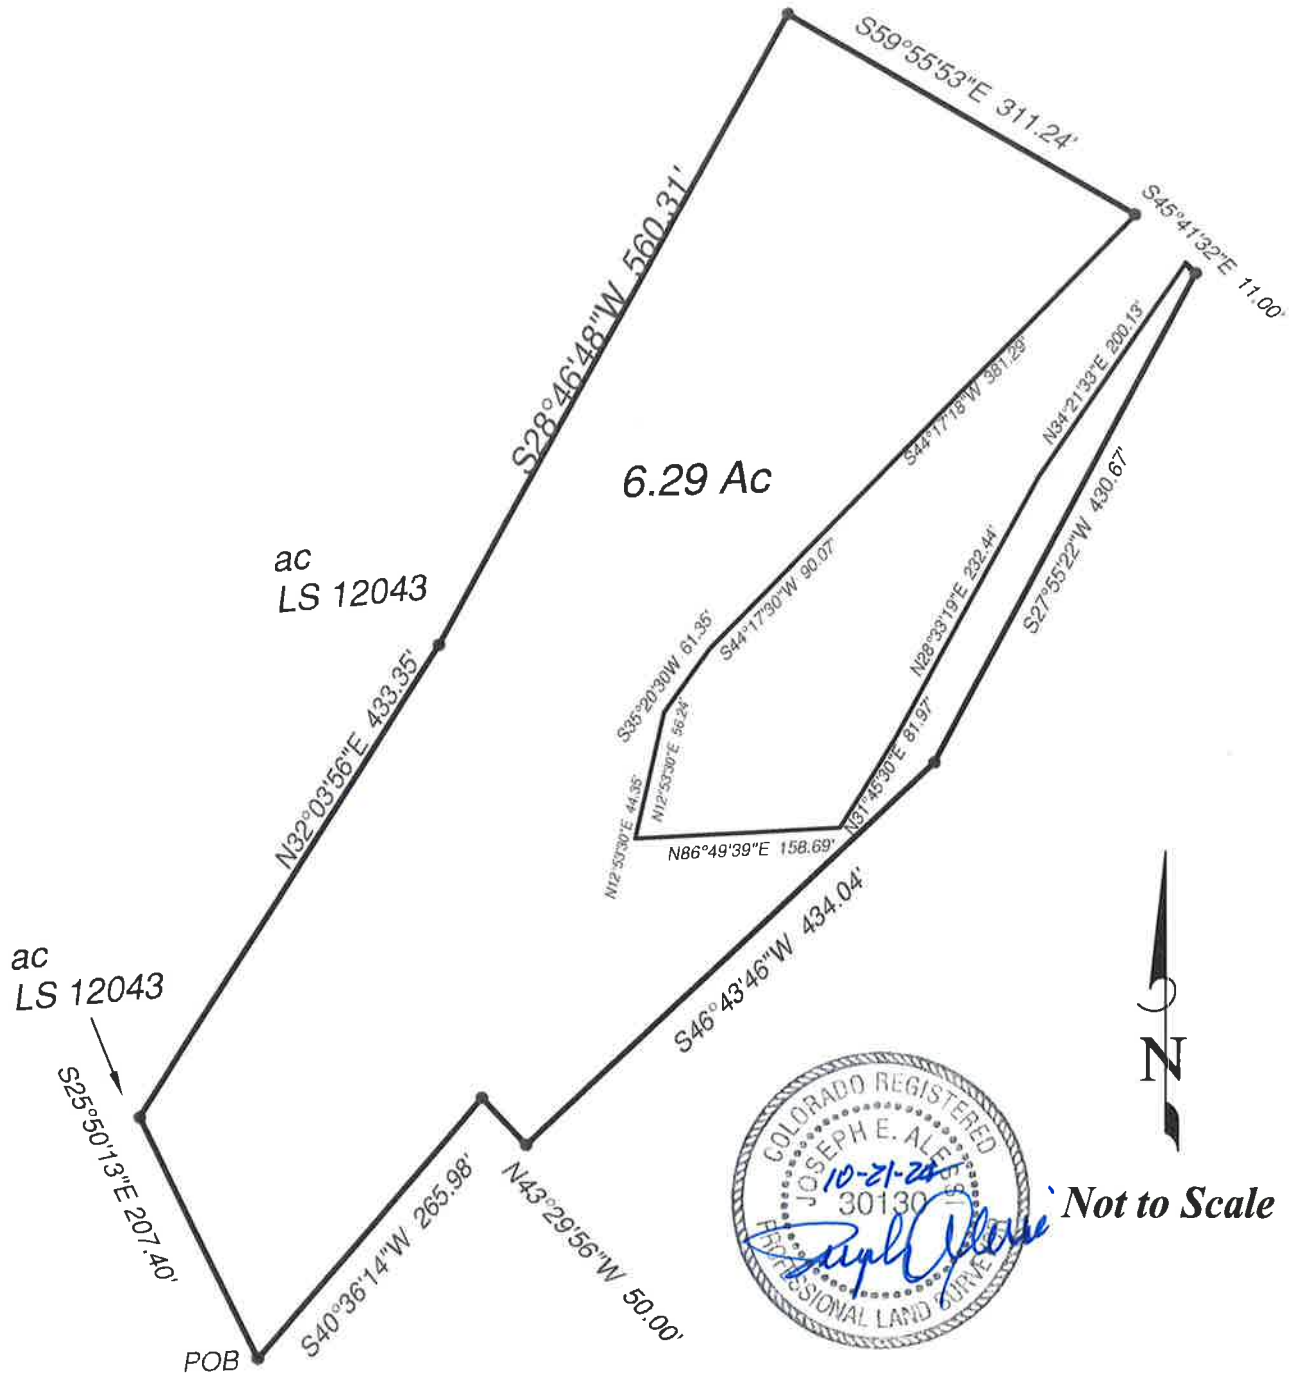 S59°55'53"E 311.24'
S45°41'32"E 11.00'
S28°46'48"W 560.31'
N34°21'33"E 200.13'
S44°17'18"W 381.29'
6.29 Ac
S27°55'22"W 430.67'
ac
LS 12043
S44°17'30"W 90.07'
N28°33'19"E 232.44'
S35°20'30W 61.35'
N32°03'56"E 433.35'
N12°53'30"E 56.24'
N31°45'30"E 81.97'
N12°53'30"E 44.35'
N86°49'39"E 158.69'
S46°43'46"W 434.04'
ac
LS 12043
S25°50'13"E 207.40'
S40°36'14"W 265.98'
N43°29'56"W 50.00'
POB
N
Not to Scale
COLORADO REGISTERED
JOSEPH E. ALESSI
10-21-24
30130
PROFESSIONAL LAND SURVEYOR